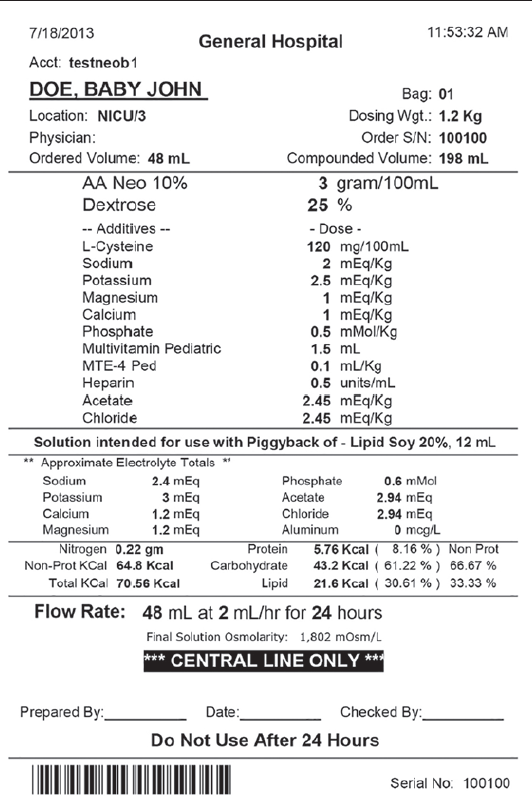 7/18/2013 General Hospital 11:53:32 AM
Acct: testneob1
DOE, BABY JOHN Bag: 01
Location: NICU/3 Dosing Wgt.: 1.2 Kg
Physician: Order S/N: 100100
Ordered Volume: 48 mL Compounded Volume: 198 mL
AA Neo 10% 3 gram/100mL
Dextrose 25 %
-- Additives -- - Dose -
L-Cysteine 120 mg/100mL
Sodium 2 mEq/Kg
Potassium 2.5 mEq/Kg
Magnesium 1 mEq/Kg
Calcium 1 mEq/Kg
Phosphate 0.5 mMol/Kg
Multivitamin Pediatric 1.5 mL
MTE-4 Ped 0.1 mL/Kg
Heparin 0.5 units/mL
Acetate 2.45 mEq/Kg
Chloride 2.45 mEq/Kg
Solution intended for use with Piggyback of - Lipid Soy 20%, 12 mL
** Approximate Electrolyte Totals **
Sodium 2.4 mEq Phosphate 0.6 mMol
Potassium 3 mEq Acetate 2.94 mEq
Calcium 1.2 mEq Chloride 2.94 mEq
Magnesium 1.2 mEq Aluminum 0 mcg/L
Nitrogen 0.22 gm Protein 5.76 Kcal ( 8.16 %) Non Prot
Non-Prot KCal 64.8 Kcal Carbohydrate 43.2 Kcal ( 61.22 %) 66.67 %
Total KCal 70.56 Kcal Lipid 21.6 Kcal ( 30.61 %) 33.33 %
Flow Rate: 48 mL at 2 mL/hr for 24 hours
Final Solution Osmolarity: 1,802 mOsm/L
*** CENTRAL LINE ONLY ***
Prepared By:__________ Date:__________ Checked By:__________
Do Not Use After 24 Hours
Serial No: 100100